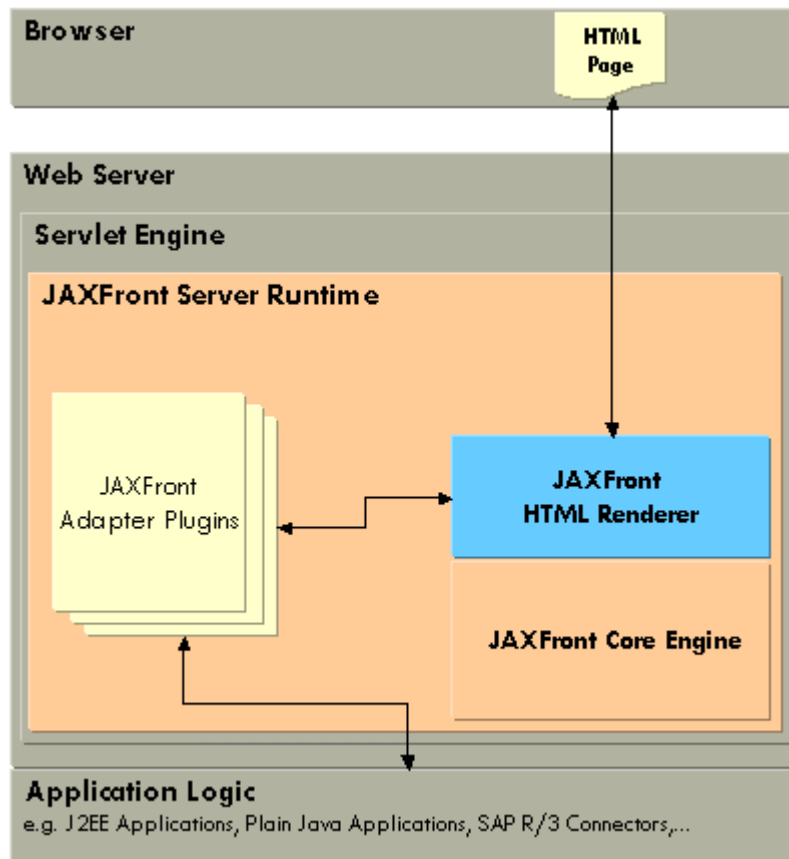 Browser
HTML
Page
Web Server
Servlet Engine
JAXFront Server Runtime
JAXFront
Adapter Plugins
JAXFront
HTML Renderer
JAXFront Core Engine
Application Logic
e.g. J2EE Applications, Plain Java Applications, SAP R/3 Connectors,...